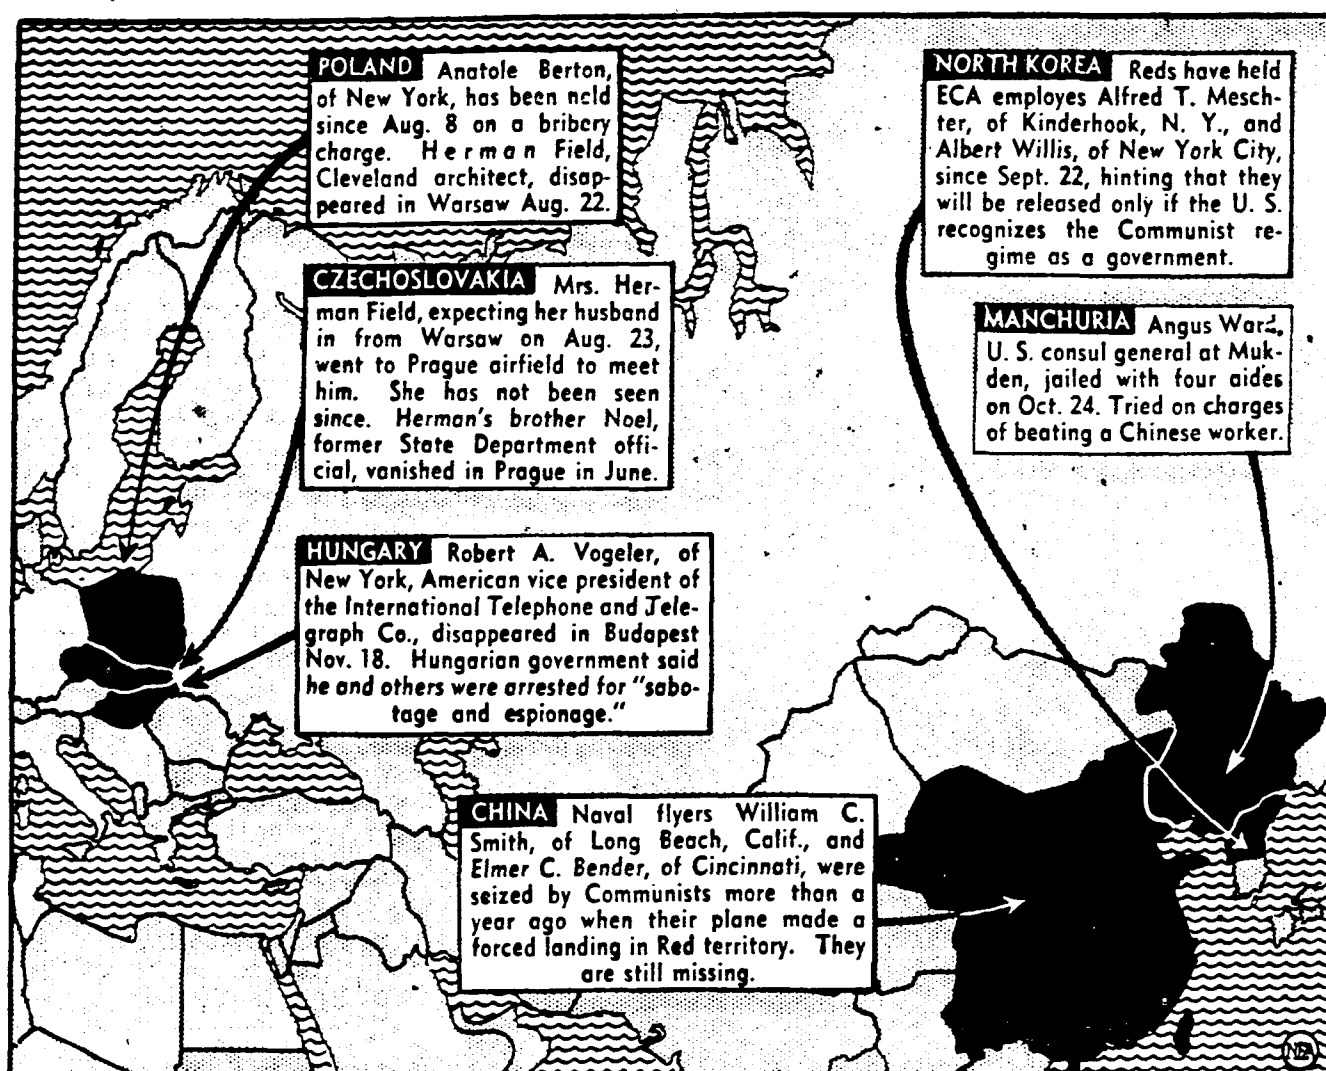 POLAND Anatole Berton,
of New York, has been held
since Aug. 8 on a bribery
charge. Herman Field,
Cleveland architect, disap-
peared in Warsaw Aug. 22.
CZECHOSLOVAKIA Mrs. Her-
man Field, expecting her husband
in from Warsaw on Aug. 23,
went to Prague airfield to meet
him. She has not been seen
since. Herman's brother Noel,
former State Department offi-
cial, vanished in Prague in June.
HUNGARY Robert A. Vogeler, of
New York, American vice president of
the International Telephone and Tele-
graph Co., disappeared in Budapest
Nov. 18. Hungarian government said
he and others were arrested for "sabo-
tage and espionage."
CHINA Naval flyers William C.
Smith, of Long Beach, Calif., and
Elmer C. Bender, of Cincinnati, were
seized by Communists more than a
year ago when their plane made a
forced landing in Red territory. They
are still missing.
NORTH KOREA Reds have held
ECA employes Alfred T. Mesch-
ter, of Kinderhook, N. Y., and
Albert Willis, of New York City,
since Sept. 22, hinting that they
will be released only if the U. S.
recognizes the Communist re-
gime as a government.
MANCHURIA Angus Ward,
U. S. consul general at Muk-
den, jailed with four aides
on Oct. 24. Tried on charges
of beating a Chinese worker.
NEA